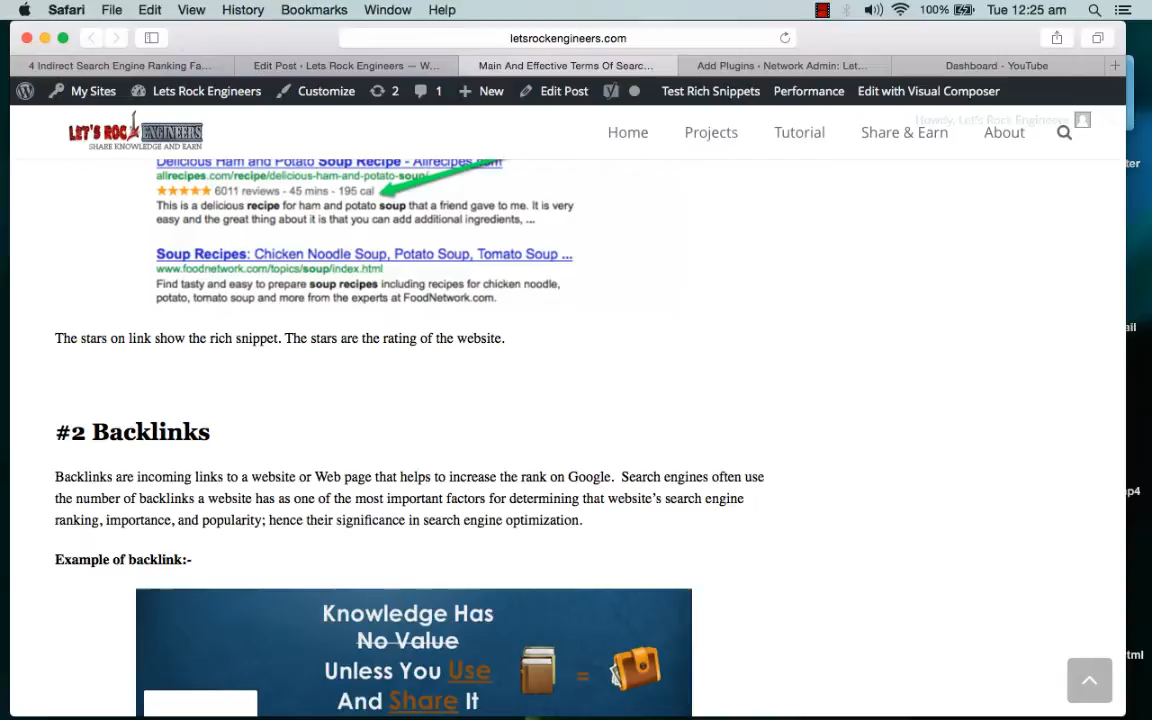 Safari File Edit View History Bookmarks Window Help 100% Tue 12:25 am
letsrockengineers.com
4 Indirect Search Engine Ranking Fa... Edit Post ‹ Lets Rock Engineers — W... Main And Effective Terms Of Searc... Add Plugins ‹ Network Admin: Let... Dashboard - YouTube
My Sites Lets Rock Engineers Customize 2 1 New Edit Post Test Rich Snippets Performance Edit with Visual Composer
Howdy, Let's Rock Engineers
LET'S ROCK ENGINEERS
SHARE KNOWLEDGE AND EARN
Home Projects Tutorial Share & Earn About
Delicious Ham and Potato Soup Recipe - Allrecipes.com
allrecipes.com/recipe/delicious-ham-and-potato-soup/
6011 reviews - 45 mins - 195 cal
This is a delicious recipe for ham and potato soup that a friend gave to me. It is very
easy and the great thing about it is that you can add additional ingredients, ...
Soup Recipes: Chicken Noodle Soup, Potato Soup, Tomato Soup ...
www.foodnetwork.com/topics/soup/index.html
Find tasty and easy to prepare soup recipes including recipes for chicken noodle,
potato, tomato soup and more from the experts at FoodNetwork.com.
The stars on link show the rich snippet. The stars are the rating of the website.
#2 Backlinks
Backlinks are incoming links to a website or Web page that helps to increase the rank on Google.  Search engines often use
the number of backlinks a website has as one of the most important factors for determining that website's search engine
ranking, importance, and popularity; hence their significance in search engine optimization.
Example of backlink:-
Knowledge Has
No Value
Unless You Use
=
And Share It